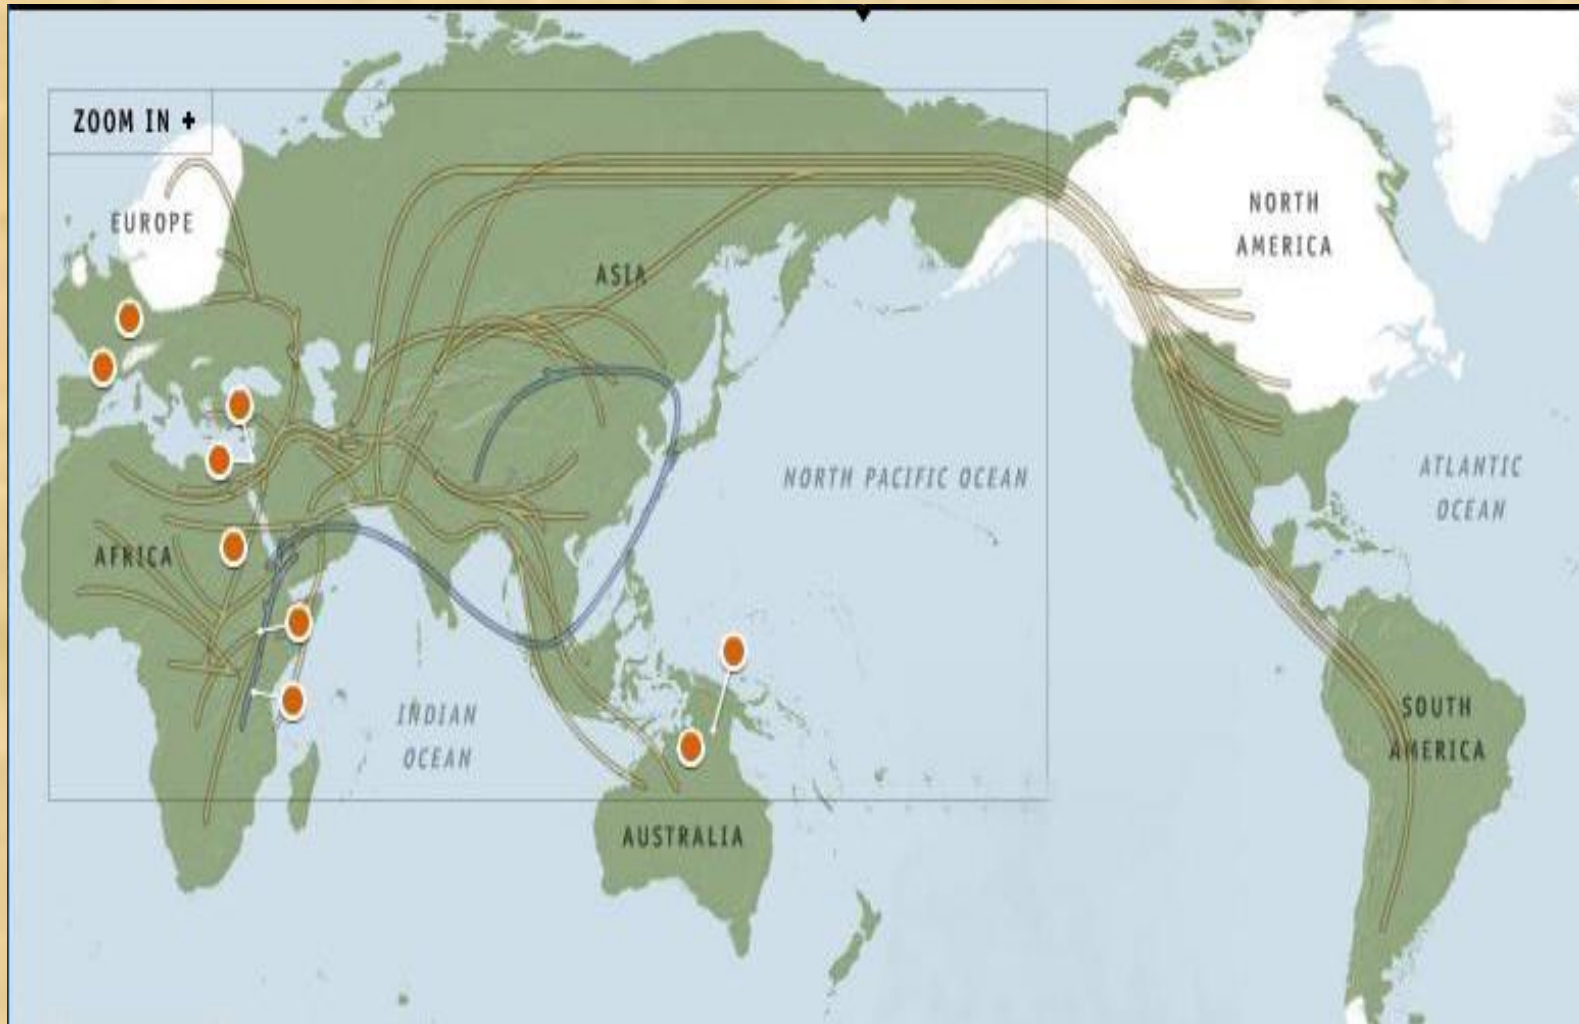 ZOOM IN +
EUROPE
ASIA
NORTH
AMERICA
NORTH PACIFIC OCEAN
ATLANTIC
OCEAN
AFRICA
INDIAN
OCEAN
SOUTH
AMERICA
AUSTRALIA